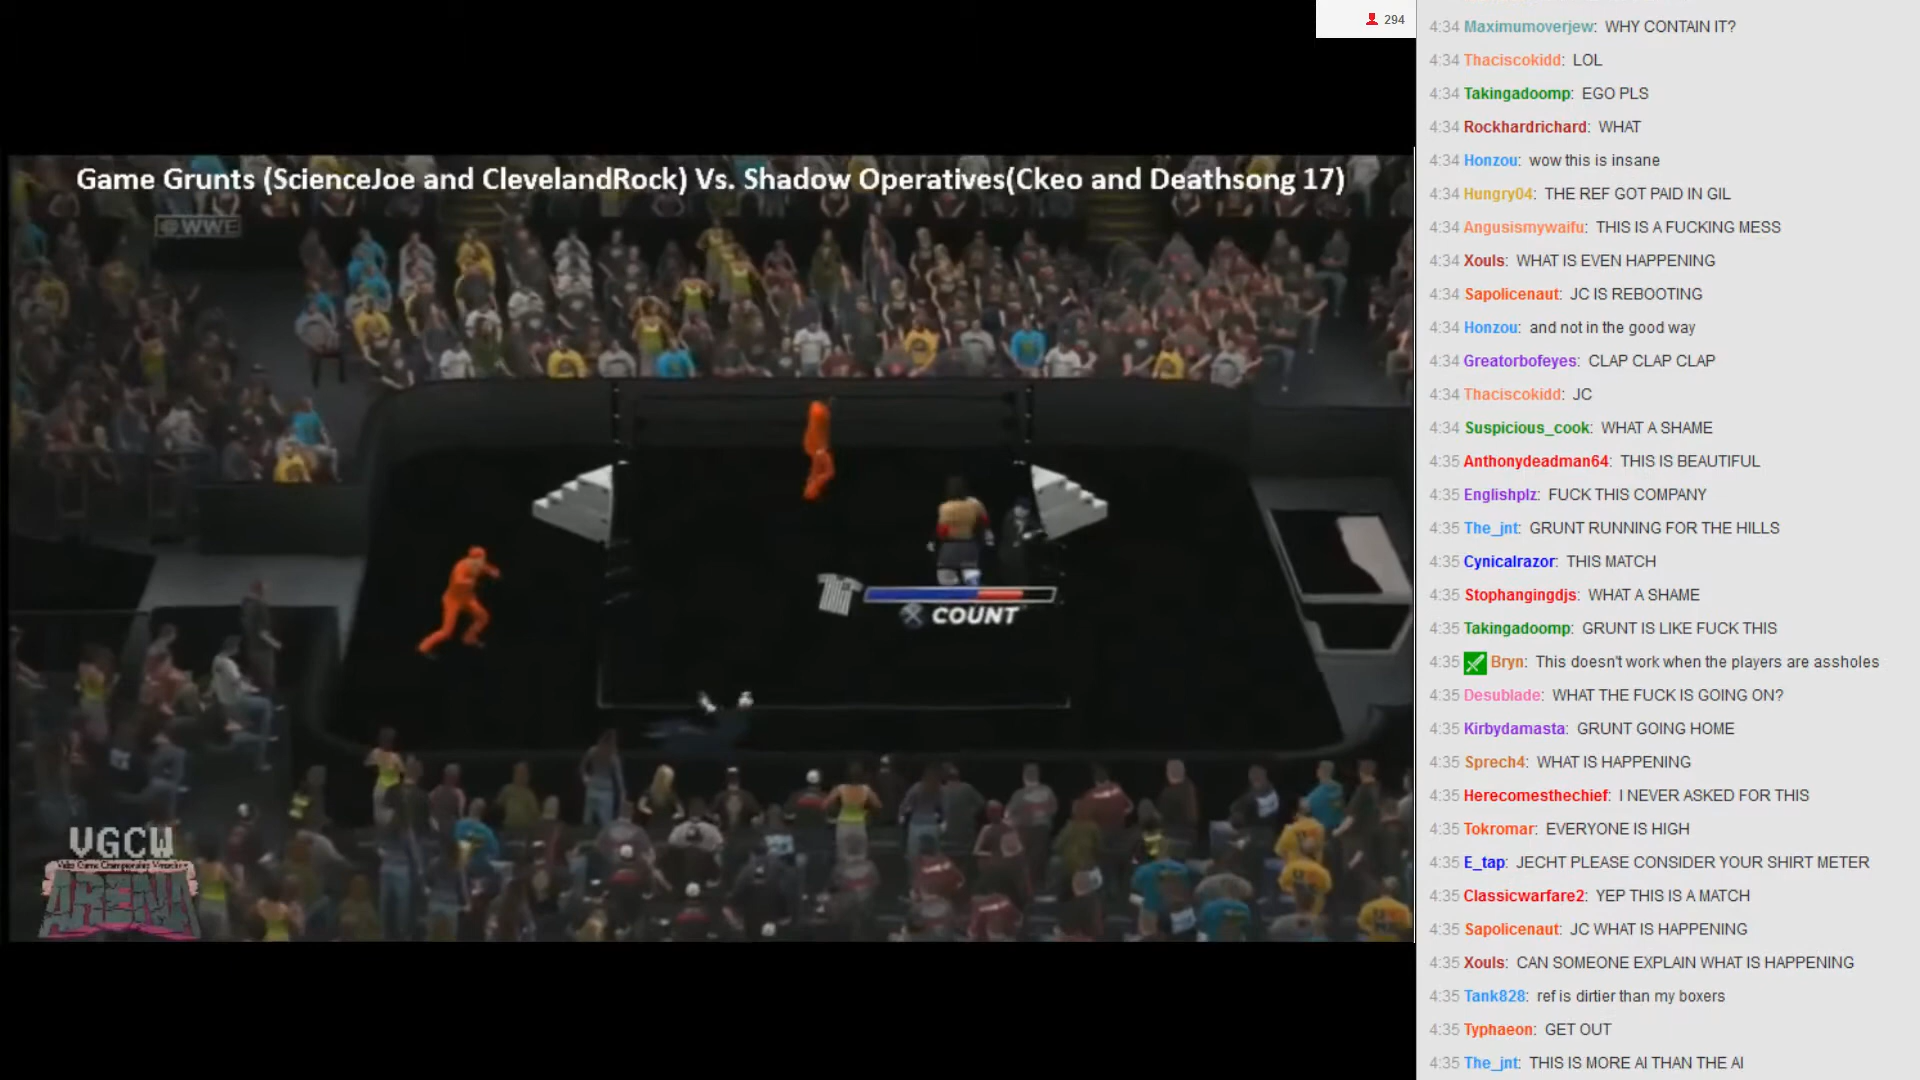 294
Game Grunts (ScienceJoe and ClevelandRock) Vs. Shadow Operatives(Ckeo and Deathsong 17)
@WWE
COUNT
VGCW
Video Game Championship Wrestling
ARENA
4:34 Maximumoverjew: WHY CONTAIN IT?
4:34 Thaciscokidd: LOL
4:34 Takingadoomp: EGO PLS
4:34 Rockhardrichard: WHAT
4:34 Honzou: wow this is insane
4:34 Hungry04: THE REF GOT PAID IN GIL
4:34 Angusismywaifu: THIS IS A FUCKING MESS
4:34 Xouls: WHAT IS EVEN HAPPENING
4:34 Sapolicenaut: JC IS REBOOTING
4:34 Honzou: and not in the good way
4:34 Greatorbofeyes: CLAP CLAP CLAP
4:34 Thaciscokidd: JC
4:34 Suspicious_cook: WHAT A SHAME
4:35 Anthonydeadman64: THIS IS BEAUTIFUL
4:35 Englishplz: FUCK THIS COMPANY
4:35 The_jnt: GRUNT RUNNING FOR THE HILLS
4:35 Cynicalrazor: THIS MATCH
4:35 Stophangingdjs: WHAT A SHAME
4:35 Takingadoomp: GRUNT IS LIKE FUCK THIS
4:35 Bryn: This doesn't work when the players are assholes
4:35 Desublade: WHAT THE FUCK IS GOING ON?
4:35 Kirbydamasta: GRUNT GOING HOME
4:35 Sprech4: WHAT IS HAPPENING
4:35 Herecomesthechief: I NEVER ASKED FOR THIS
4:35 Tokromar: EVERYONE IS HIGH
4:35 E_tap: JECHT PLEASE CONSIDER YOUR SHIRT METER
4:35 Classicwarfare2: YEP THIS IS A MATCH
4:35 Sapolicenaut: JC WHAT IS HAPPENING
4:35 Xouls: CAN SOMEONE EXPLAIN WHAT IS HAPPENING
4:35 Tank828: ref is dirtier than my boxers
4:35 Typhaeon: GET OUT
4:35 The_jnt: THIS IS MORE AI THAN THE AI